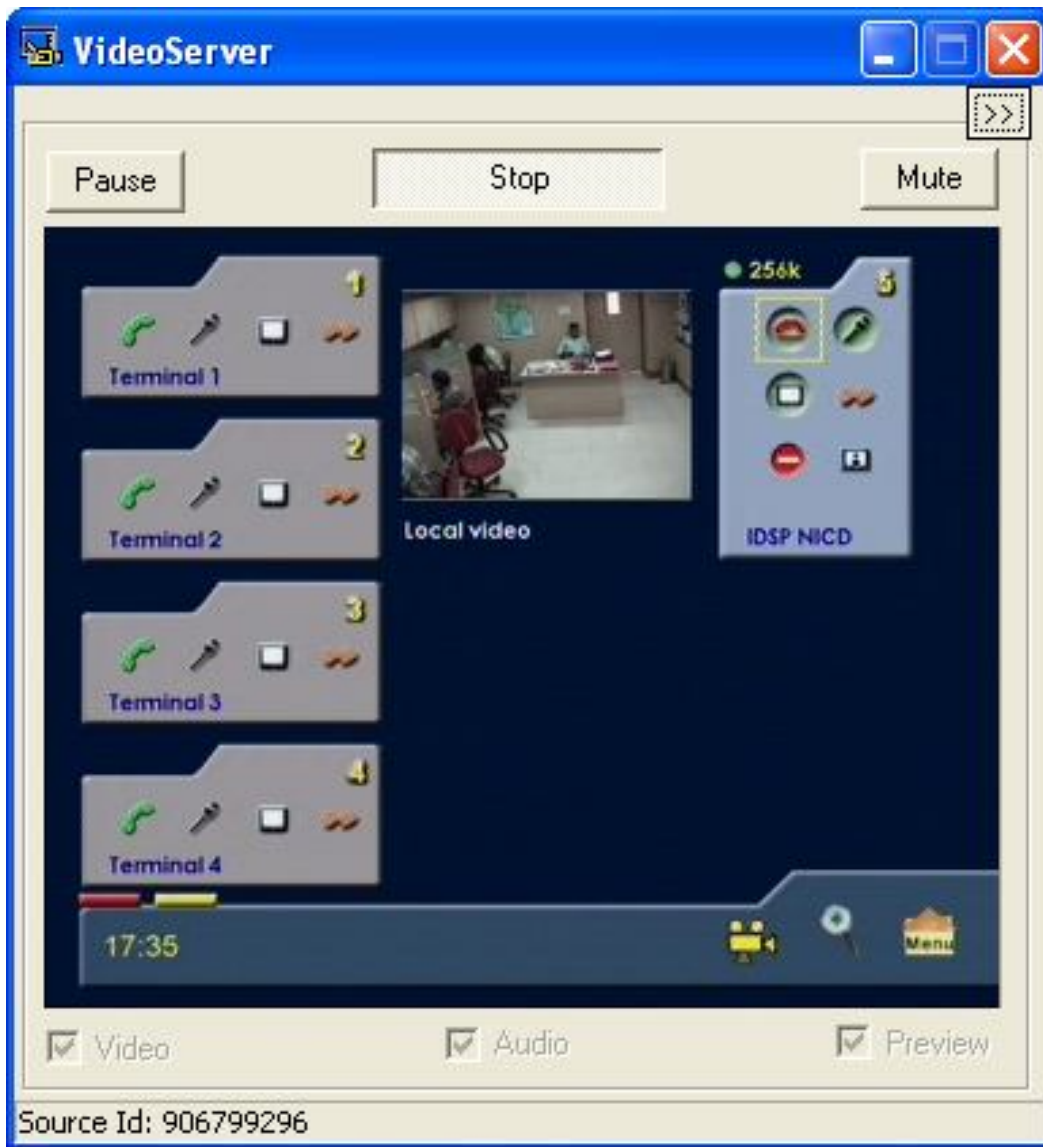 VideoServer
>>
Pause Stop Mute
1
Terminal 1
2
Terminal 2
3
Terminal 3
4
Terminal 4
Local video
256k
5
IDSP NICD
17:35
Menu
Video Audio Preview
Source Id: 906799296